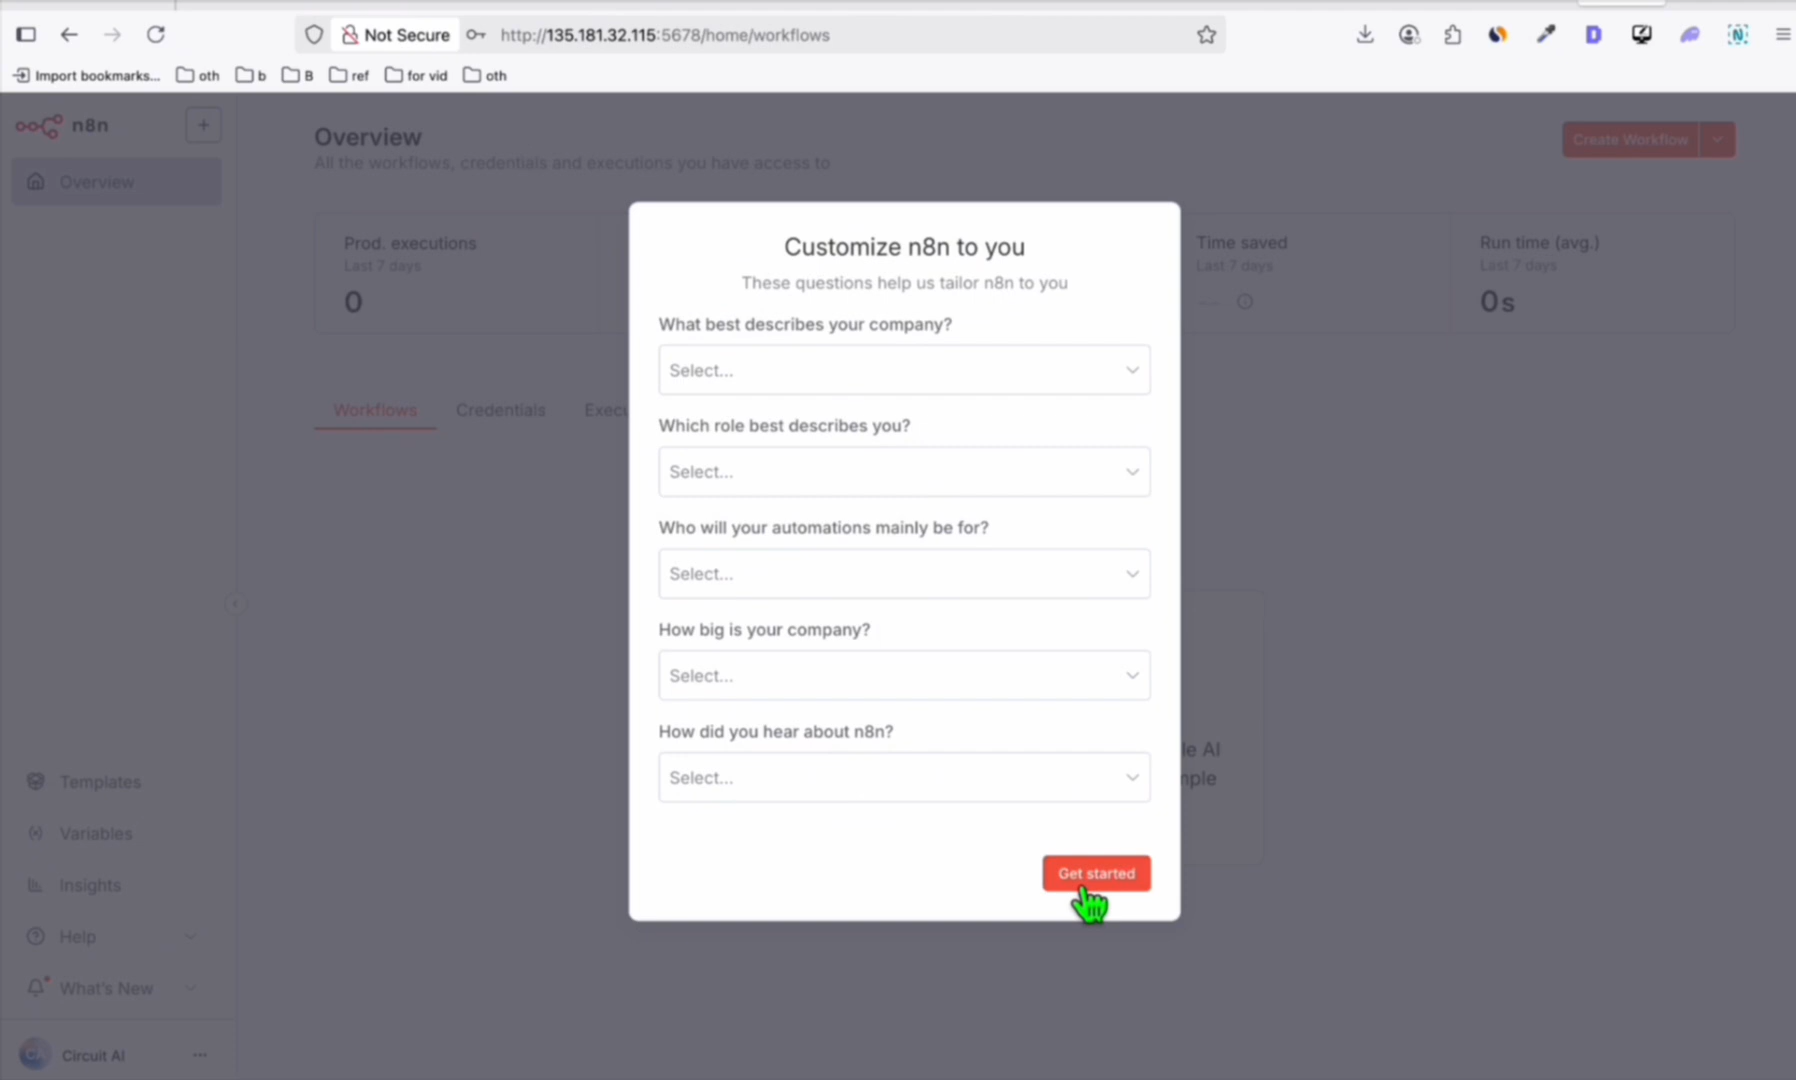 Not Secure
http://135.181.32.115:5678/home/workflows
Import bookmarks...
oth
b
B
ref
for vid
oth
n8n
Overview
Overview
All the workflows, credentials and executions you have access to
Create Workflow
Prod. executions
Last 7 days
0
Time saved
Last 7 days
Run time (avg.)
Last 7 days
0s
Workflows
Credentials
Execu
Customize n8n to you
These questions help us tailor n8n to you
What best describes your company?
Select...
Which role best describes you?
Select...
Who will your automations mainly be for?
Select...
How big is your company?
Select...
How did you hear about n8n?
Select...
Get started
le AI
mple
Templates
Variables
Insights
Help
What's New
CA
Circuit AI